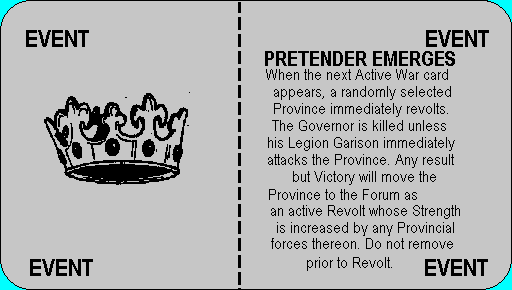 EVENT
EVENT
EVENT
PRETENDER EMERGES
When the next Active War card
appears, a randomly selected
Province immediately revolts.
The Governor is killed unless
his Legion Garison immediately
attacks the Province. Any result
but Victory will move the
Province to the Forum as
an active Revolt whose Strength
is increased by any Provincial
forces thereon. Do not remove
prior to Revolt.
EVENT